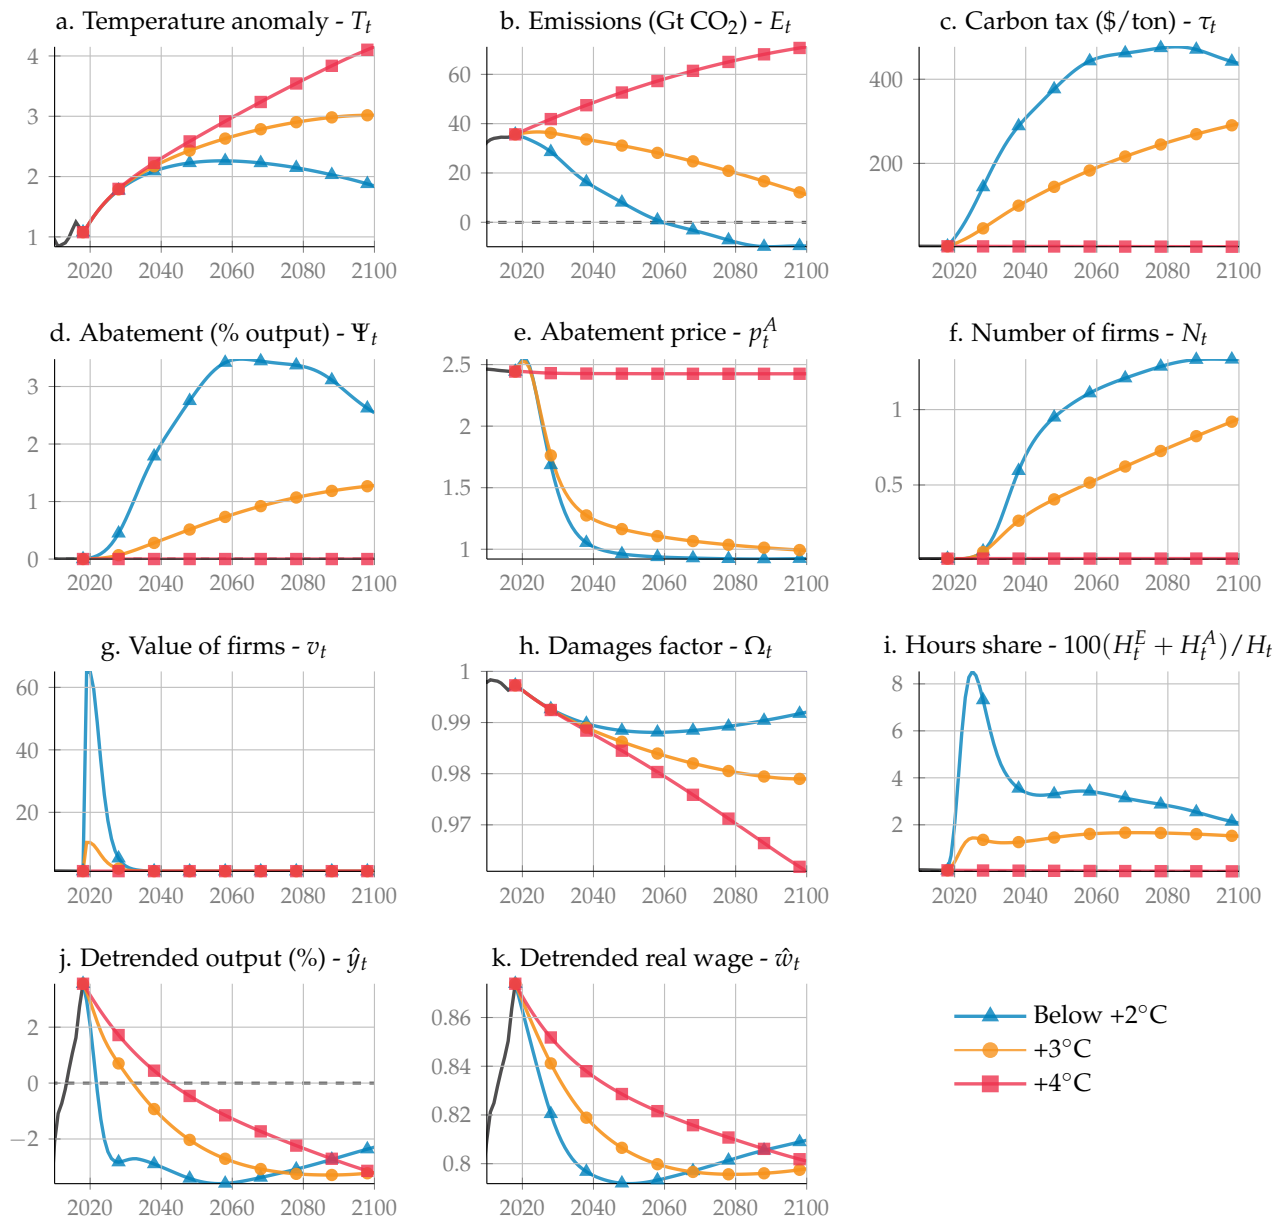 a. Temperature anomaly - T_t
b. Emissions (Gt CO₂) - E_t
c. Carbon tax ($/ton) - τ_t
4
3
2
1
2020 2040 2060 2080 2100
60
40
20
0
2020 2040 2060 2080 2100
400
200
2020 2040 2060 2080 2100
d. Abatement (% output) - Ψ_t
e. Abatement price - p_t^A
f. Number of firms - N_t
3
2
1
0
2020 2040 2060 2080 2100
2.5
2
1.5
1
2020 2040 2060 2080 2100
1
0.5
2020 2040 2060 2080 2100
g. Value of firms - v_t
h. Damages factor - Ω_t
i. Hours share - 100(H_t^E + H_t^A)/H_t
60
40
20
2020 2040 2060 2080 2100
1
0.99
0.98
0.97
2020 2040 2060 2080 2100
8
6
4
2
2020 2040 2060 2080 2100
j. Detrended output (%) - ŷ_t
k. Detrended real wage - ŵ_t
2
0
−2
2020 2040 2060 2080 2100
0.86
0.84
0.82
0.8
2020 2040 2060 2080 2100
Below +2°C
+3°C
+4°C